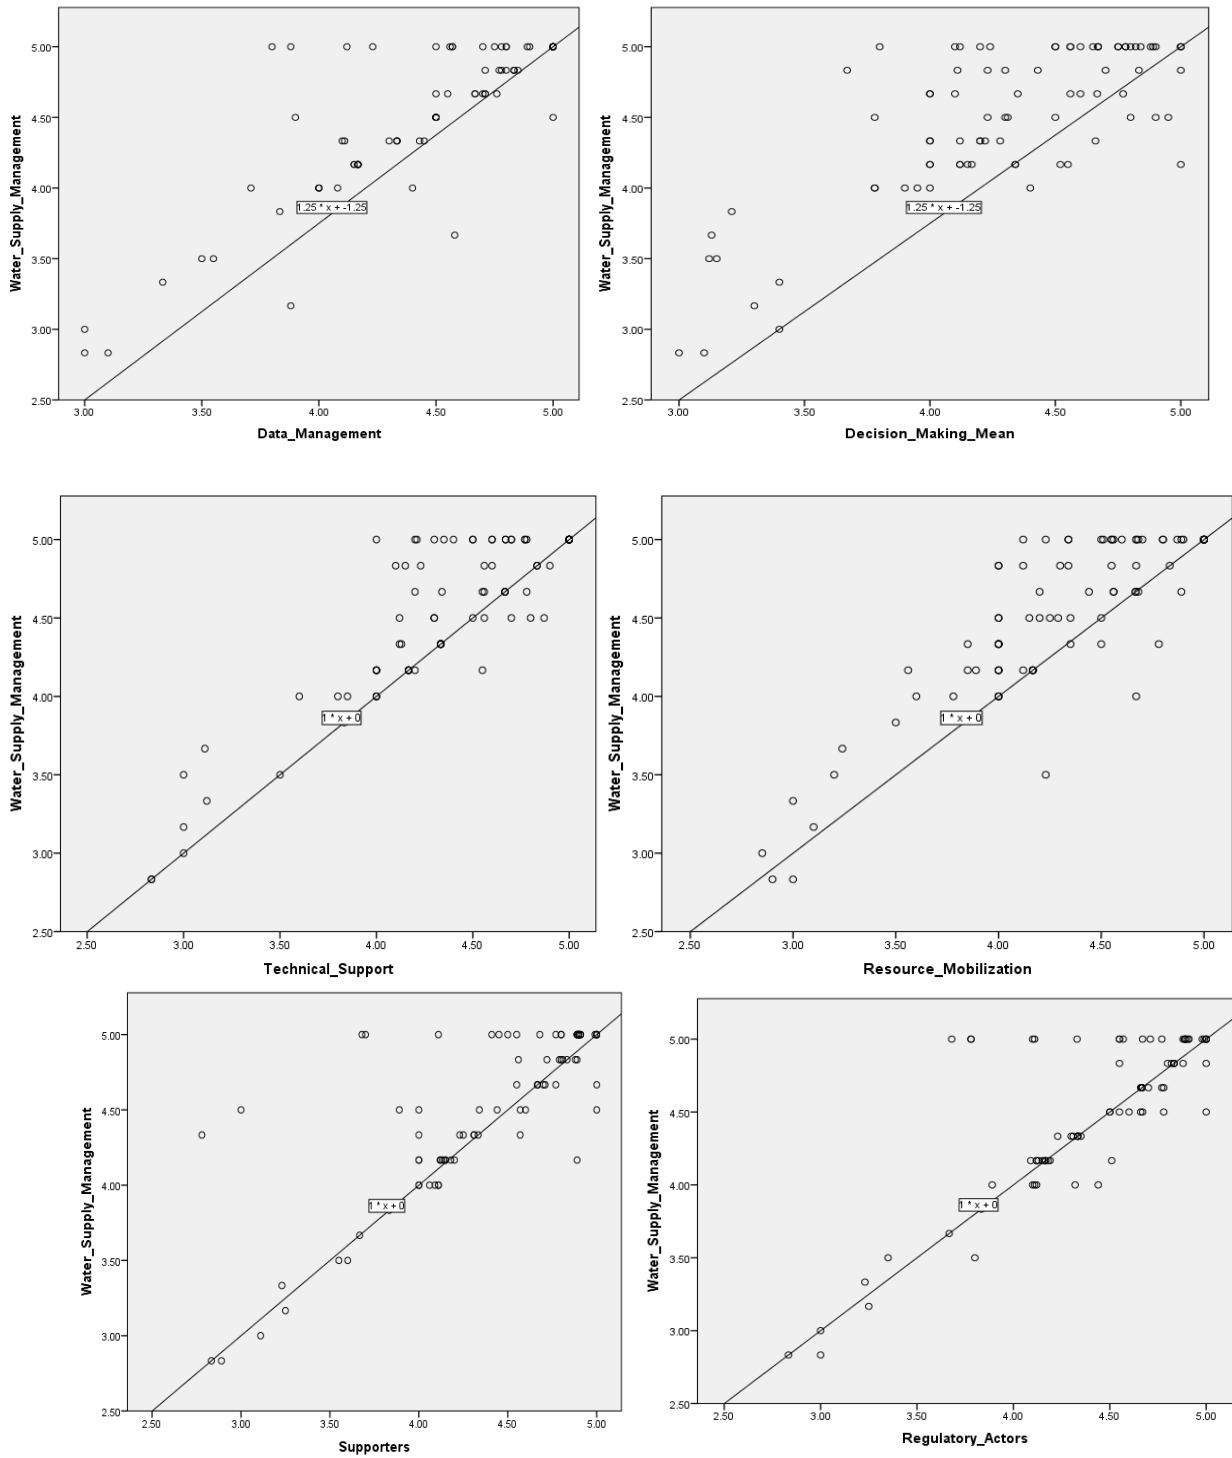 5.00
4.50
4.00
3.50
3.00
2.50
Water_Supply_Management
1.25 * x + -1.25
3.00 3.50 4.00 4.50 5.00
Data_Management
5.00
4.50
4.00
3.50
3.00
2.50
Water_Supply_Management
1.25 * x + -1.25
3.00 3.50 4.00 4.50 5.00
Decision_Making_Mean
5.00
4.50
4.00
3.50
3.00
2.50
Water_Supply_Management
1 * x + 0
2.50 3.00 3.50 4.00 4.50 5.00
Technical_Support
5.00
4.50
4.00
3.50
3.00
2.50
Water_Supply_Management
1 * x + 0
2.50 3.00 3.50 4.00 4.50 5.00
Resource_Mobilization
5.00
4.50
4.00
3.50
3.00
2.50
Water_Supply_Management
1 * x + 0
2.50 3.00 3.50 4.00 4.50 5.00
Supporters
5.00
4.50
4.00
3.50
3.00
2.50
Water_Supply_Management
1 * x + 0
2.50 3.00 3.50 4.00 4.50 5.00
Regulatory_Actors